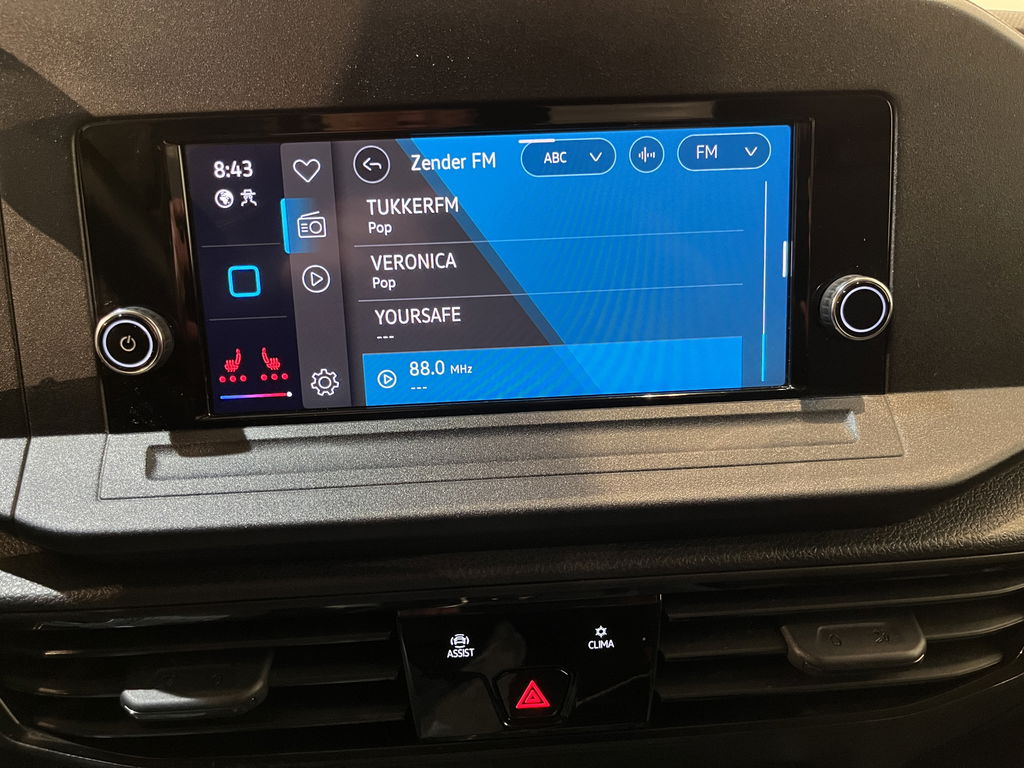 8:43
Zender FM
ABC
FM
TUKKERFM
Pop
VERONICA
Pop
YOURSAFE
---
88.0 MHz
---
ASSIST
CLIMA